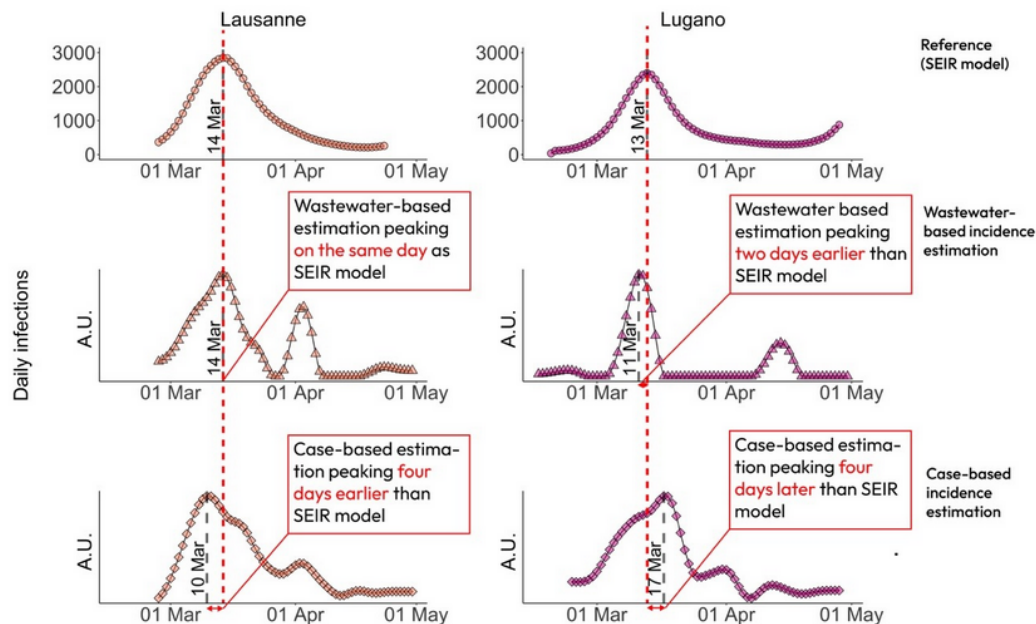 Lausanne
Lugano
3000
2000
1000
0
14 Mar
01 Mar
01 Apr
01 May
3000
2000
1000
0
13 Mar
01 Mar
01 Apr
01 May
Reference
(SEIR model)
Daily infections
Wastewater-based
estimation peaking
on the same day as
SEIR model
A.U.
14 Mar
01 Mar
01 Apr
01 May
Wastewater based
estimation peaking
two days earlier than
SEIR model
A.U.
11 Mar
01 Mar
01 Apr
01 May
Wastewater-
based incidence
estimation
Case-based estima-
tion peaking four
days earlier than
SEIR model
A.U.
10 Mar
01 Mar
01 Apr
01 May
Case-based estima-
tion peaking four
days later than SEIR
model
A.U.
17 Mar
01 Mar
01 Apr
01 May
Case-based
incidence
estimation